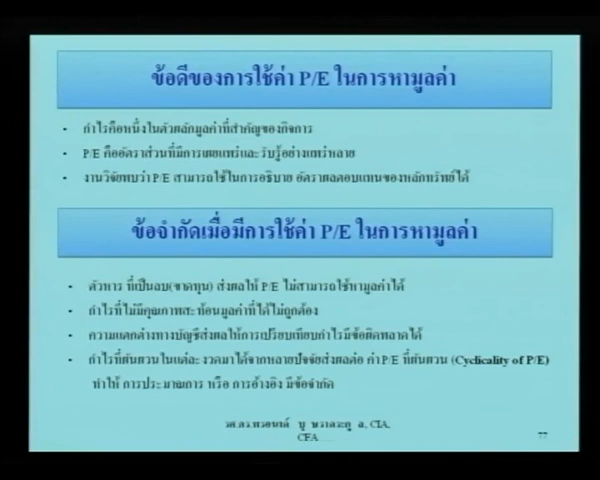 ข้อดีของการใช้ค่า P/E ในการหามูลค่า
• กำไรคือหนึ่งในตัวผลักมูลค่าที่สำคัญของกิจการ
• P/E คืออัตราส่วนที่มีการเผยแพร่และรับรู้อย่างแพร่หลาย
• งานวิจัยพบว่า P/E สามารถใช้ในการอธิบาย อัตราผลตอบแทนของหลักทรัพย์ได้
ข้อจำกัดเมื่อมีการใช้ค่า P/E ในการหามูลค่า
• ตัวหาร ที่เป็นลบ(ขาดทุน) ส่งผลให้ P/E ไม่สามารถใช้หามูลค่าได้
• กำไรที่ไม่มีคุณภาพสะท้อนมูลค่าที่ได้ไม่ถูกต้อง
• ความแตกต่างทางบัญชีส่งผลให้การเปรียบเทียบกำไรมีข้อผิดพลาดได้
• กำไรที่ผันผวนในแต่ละงวดมาได้จากหลายปัจจัยส่งผลต่อ ค่า P/E ที่ผันผวน (Cyclicality of P/E)
ทำให้ การประมาณการ หรือ การอ้างอิง มีข้อจำกัด
รศ.ดร.พรอนงค์ CIA,
CFA
77